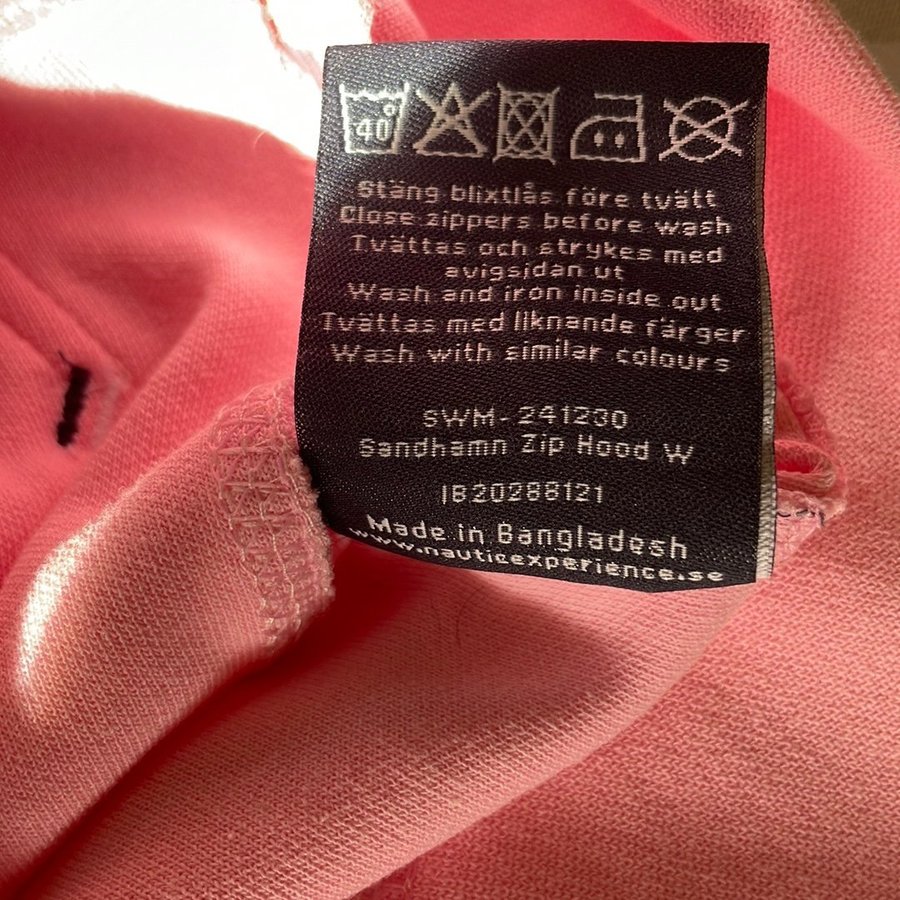 40°
Stäng blixtlås före tvätt
Close zippers before wash
Tvättas och strykes med
avigsidan ut
Wash and iron inside out
Tvättas med liknande färger
Wash with similar colours
SWM-241230
Sandhamn Zip Hood W
IB20288121
Made in Bangladesh
www.nauticexperience.se